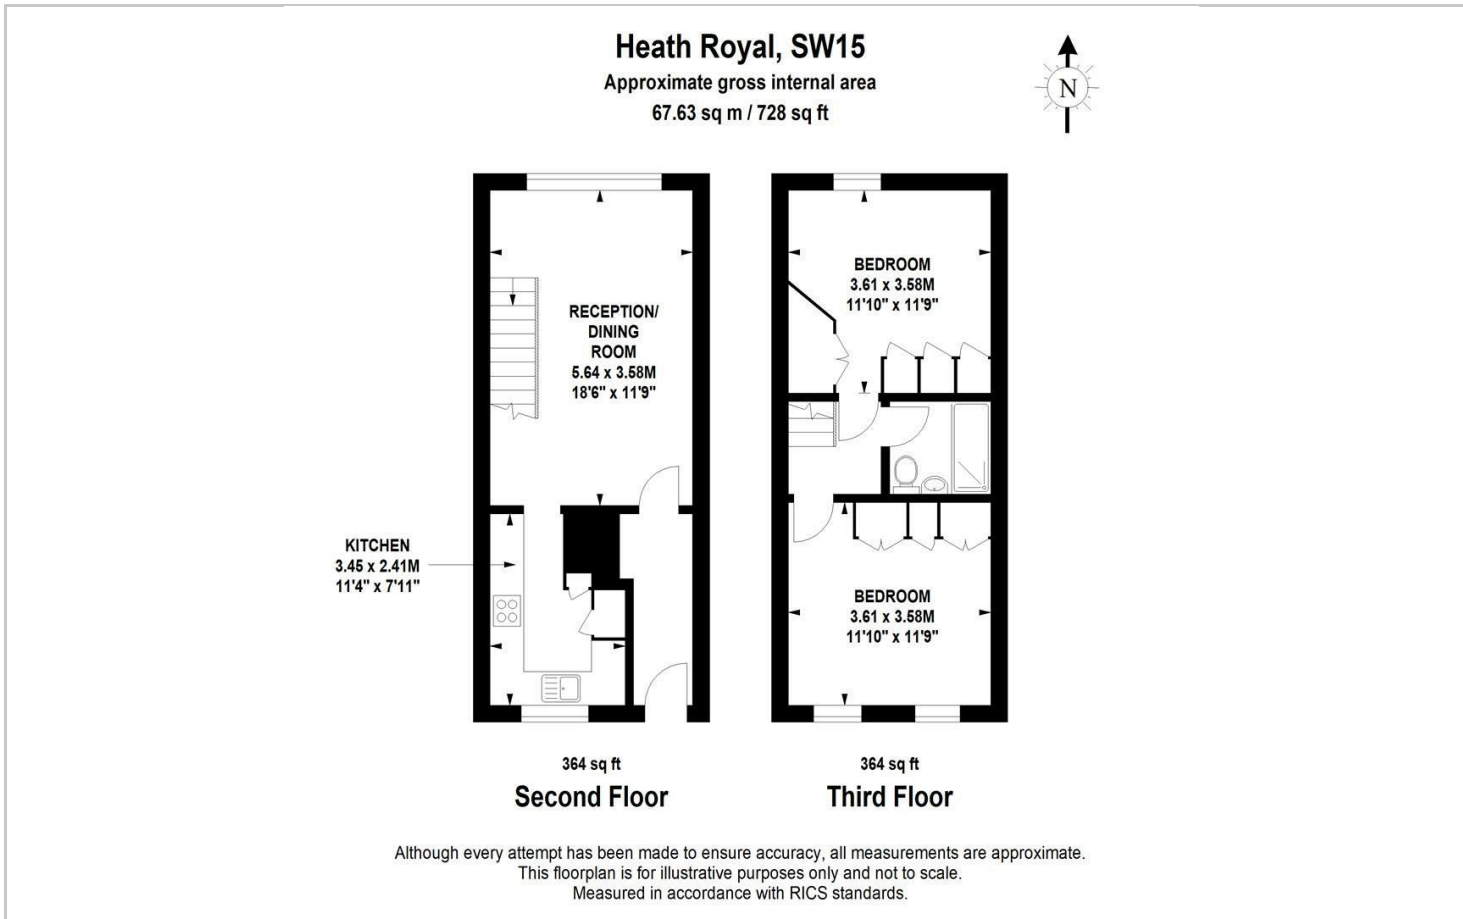 Heath Royal, SW15
Approximate gross internal area
67.63 sq m / 728 sq ft
N
RECEPTION/
DINING
ROOM
5.64 x 3.58M
18'6" x 11'9"
KITCHEN
3.45 x 2.41M
11'4" x 7'11"
364 sq ft
Second Floor
BEDROOM
3.61 x 3.58M
11'10" x 11'9"
BEDROOM
3.61 x 3.58M
11'10" x 11'9"
364 sq ft
Third Floor
Although every attempt has been made to ensure accuracy, all measurements are approximate.
This floorplan is for illustrative purposes only and not to scale.
Measured in accordance with RICS standards.